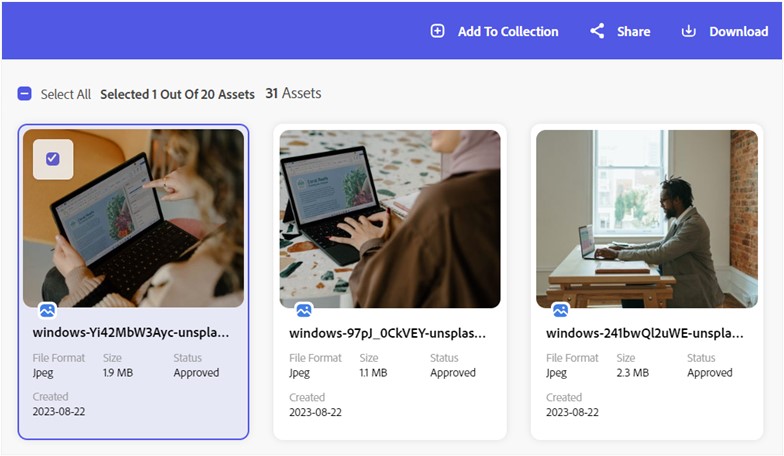 Add To Collection Share Download
Select All Selected 1 Out Of 20 Assets 31 Assets
windows-Yi42MbW3Ayc-unspla...
File Format Size Status
Jpeg 1.9 MB Approved
Created
2023-08-22
windows-97pJ_0CkVEY-unsplas...
File Format Size Status
Jpeg 1.1 MB Approved
Created
2023-08-22
windows-241bwQl2uWE-unspla...
File Format Size Status
Jpeg 2.3 MB Approved
Created
2023-08-22